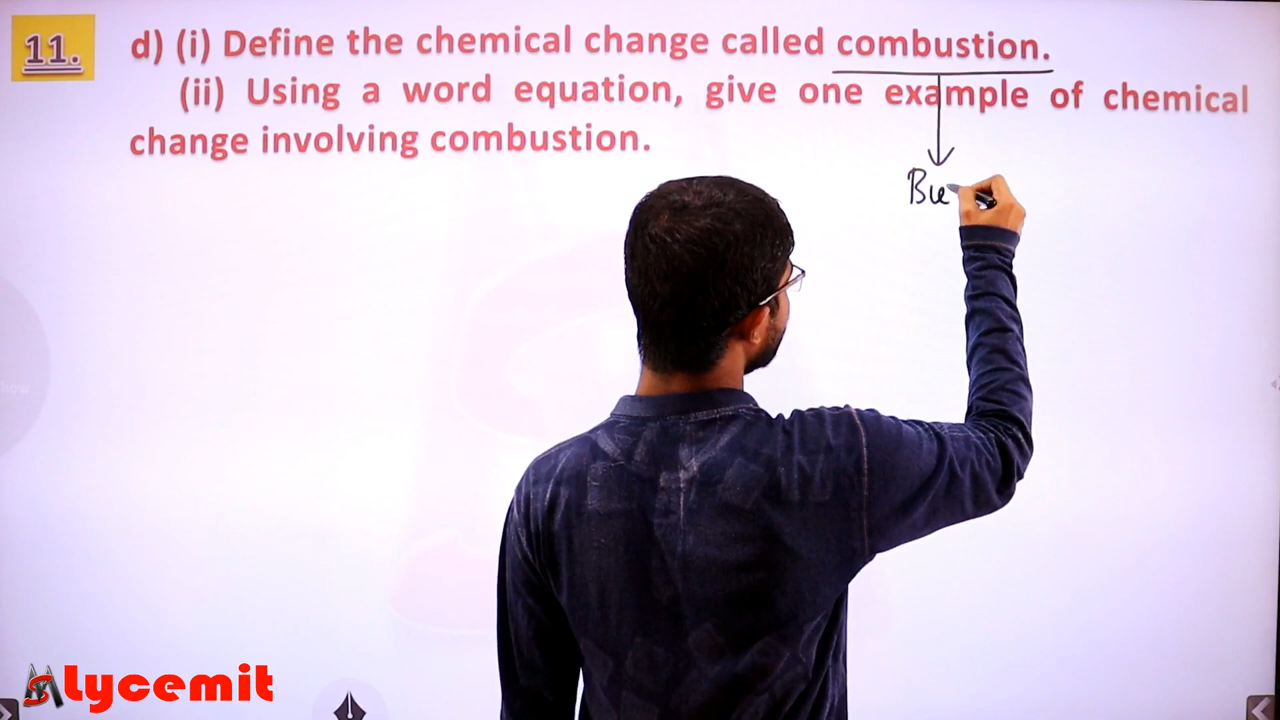 11. d) (i) Define the chemical change called combustion.
(ii) Using a word equation, give one example of chemical
change involving combustion.
Bu
how
lycemit